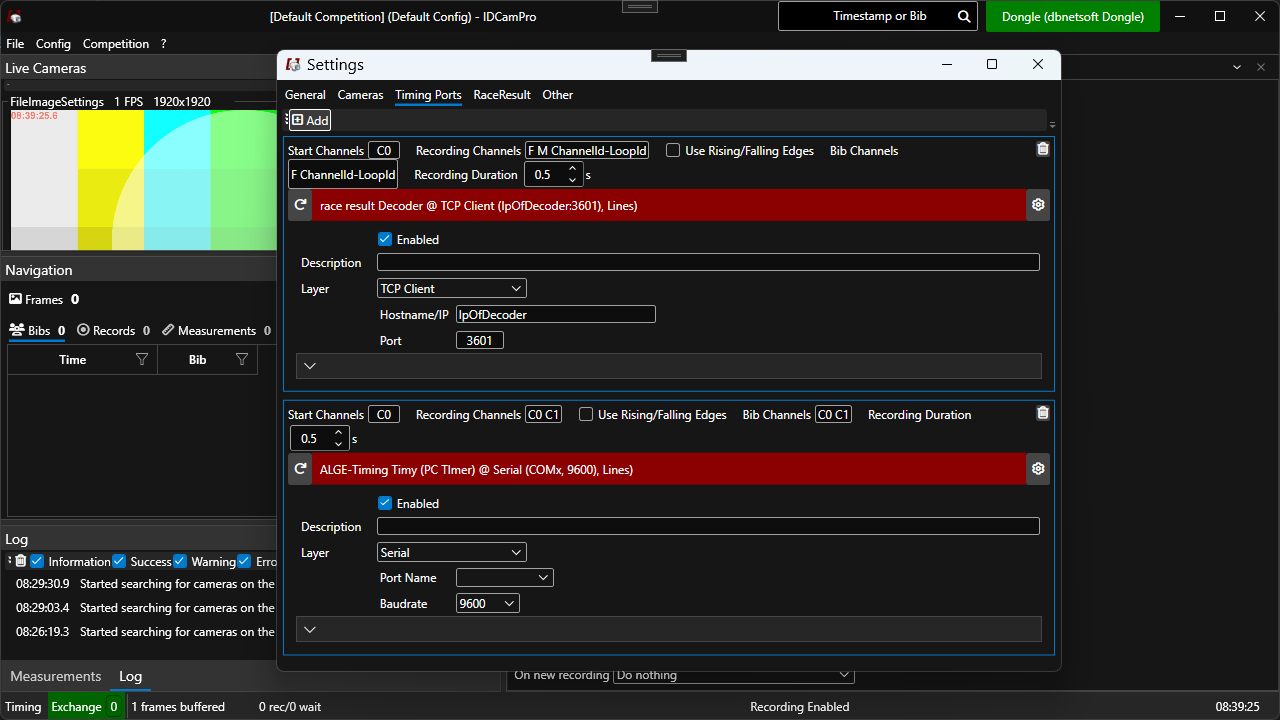 [Default Competition] (Default Config) - IDCamPro
Timestamp or Bib
Dongle (dbnetsoft Dongle)
File Config Competition ?
Live Cameras
FileImageSettings 1 FPS 1920x1920
08:39:25.6
Navigation
Frames 0
Bibs 0 Records 0 Measurements 0
Time Bib
Log
Information Success Warning Erro
08:29:30.9 Started searching for cameras on the
08:29:03.4 Started searching for cameras on the
08:26:19.3 Started searching for cameras on the
Measurements Log
Settings
General Cameras Timing Ports RaceResult Other
Add
Start Channels C0 Recording Channels F M ChannelId-LoopId Use Rising/Falling Edges Bib Channels
F ChannelId-LoopId Recording Duration 0.5 s
race result Decoder @ TCP Client (IpOfDecoder:3601), Lines)
Enabled
Description
Layer TCP Client
Hostname/IP IpOfDecoder
Port 3601
Start Channels C0 Recording Channels C0 C1 Use Rising/Falling Edges Bib Channels C0 C1 Recording Duration
0.5 s
ALGE-Timing Timy (PC TImer) @ Serial (COMx, 9600), Lines)
Enabled
Description
Layer Serial
Port Name
Baudrate 9600
On new recording Do nothing
Timing Exchange 0 1 frames buffered 0 rec/0 wait Recording Enabled 08:39:25